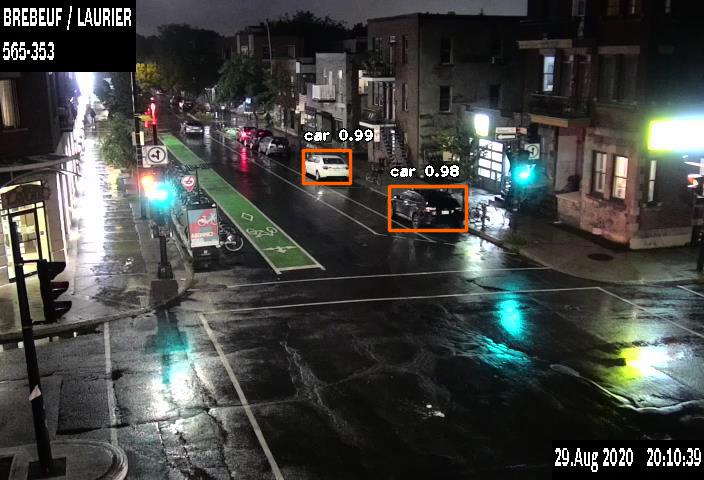 BREBEUF / LAURIER
565-353
car 0.99
car 0.98
29.Aug 2020 20:10:39